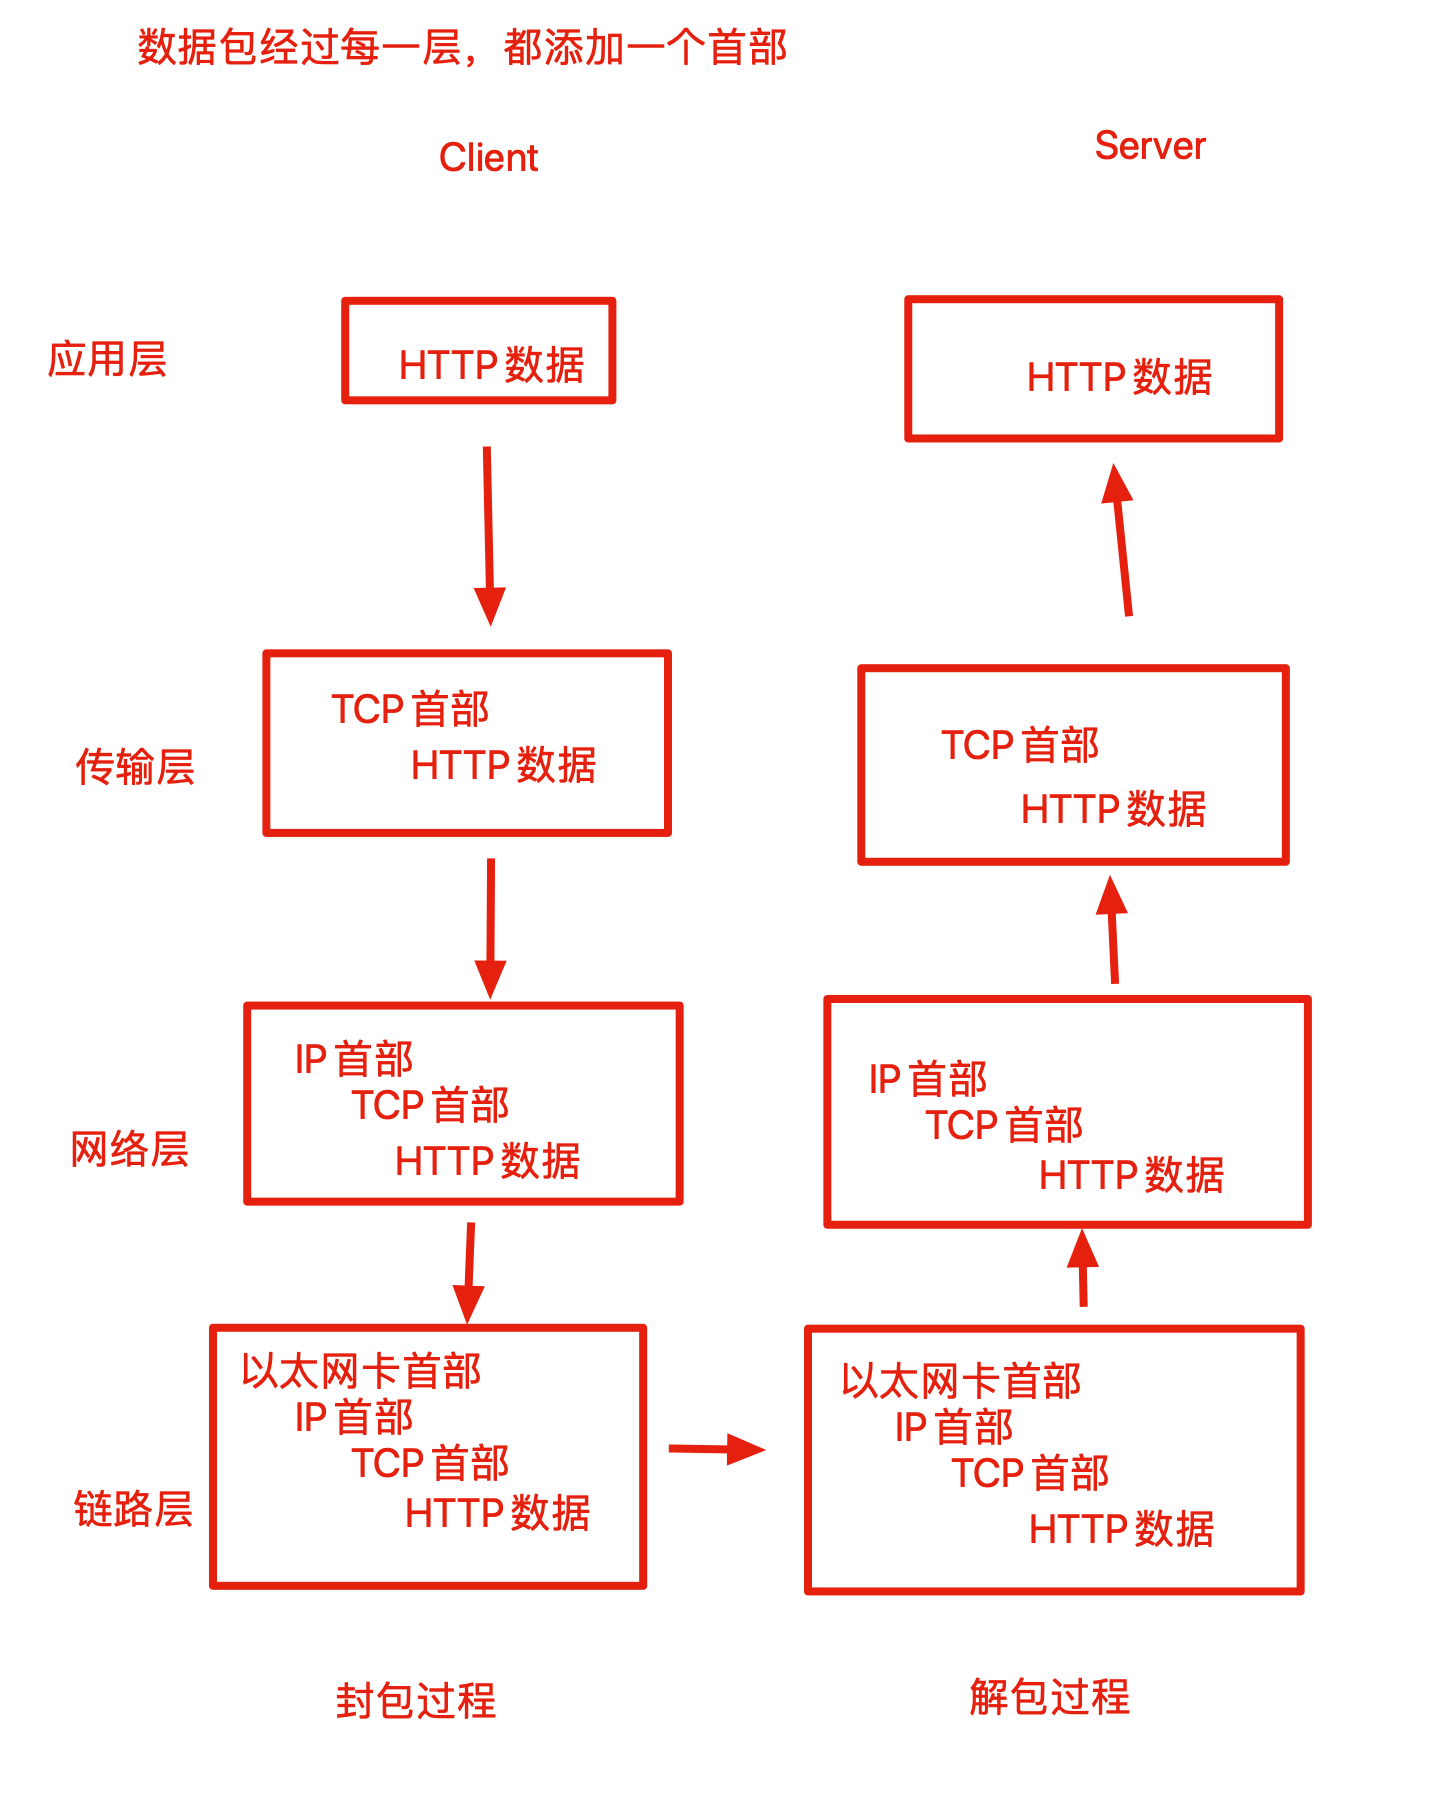 数据包经过每一层，都添加一个首部
Client
Server
应用层
HTTP 数据
HTTP 数据
传输层
TCP 首部
HTTP 数据
TCP 首部
HTTP 数据
网络层
IP 首部
TCP 首部
HTTP 数据
IP 首部
TCP 首部
HTTP 数据
链路层
以太网卡首部
IP 首部
TCP 首部
HTTP 数据
以太网卡首部
IP 首部
TCP 首部
HTTP 数据
封包过程
解包过程